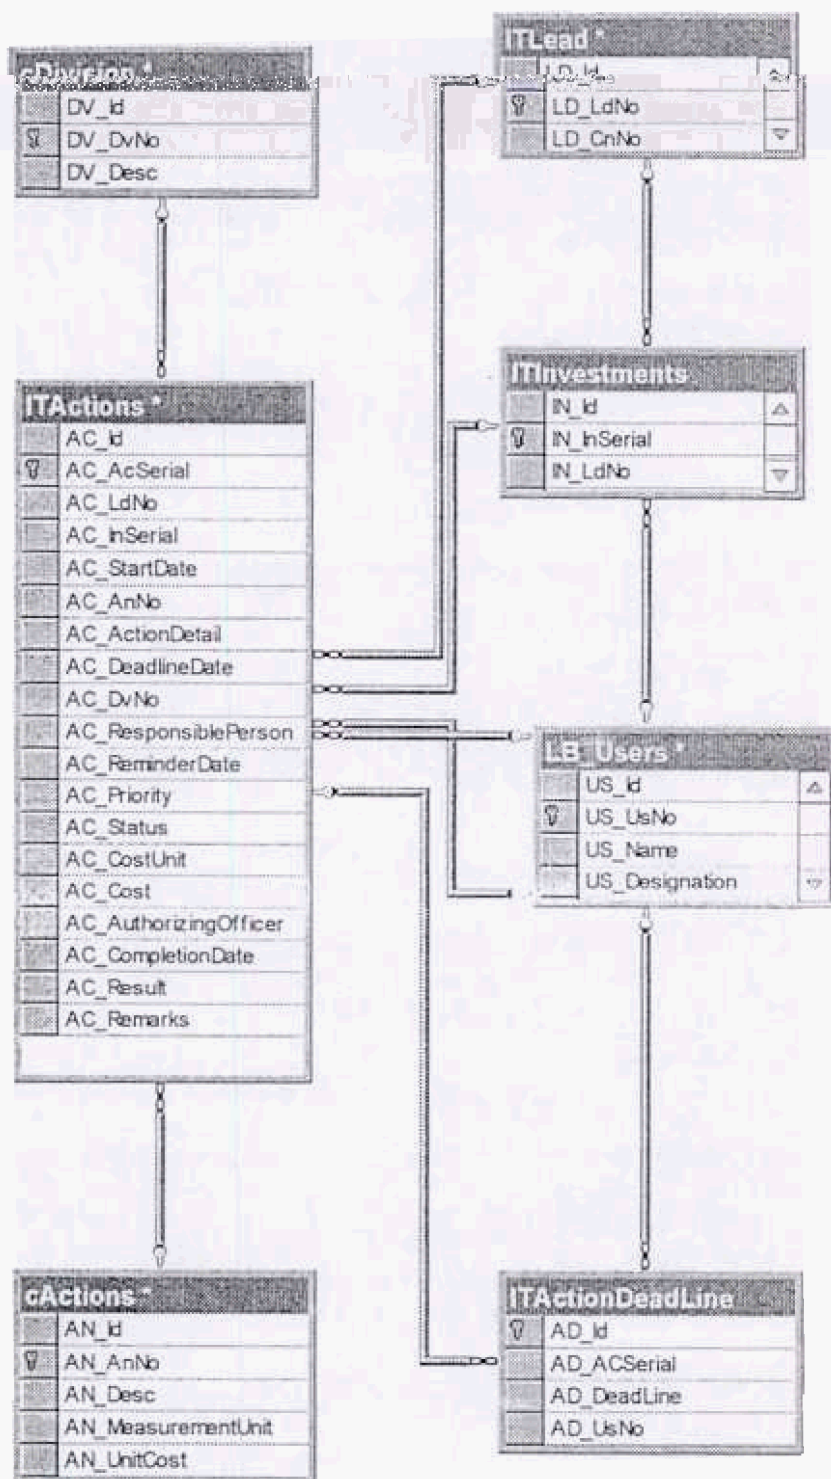 cDivision *
DV_Id
DV_DvNo
DV_Desc
ITLead *
LD_Id
LD_LdNo
LD_CnNo
ITActions *
AC_Id
AC_AcSerial
AC_LdNo
AC_InSerial
AC_StartDate
AC_AnNo
AC_ActionDetail
AC_DeadlineDate
AC_DvNo
AC_ResponsiblePerson
AC_ReminderDate
AC_Priority
AC_Status
AC_CostUnit
AC_Cost
AC_AuthorizingOfficer
AC_CompletionDate
AC_Result
AC_Remarks
ITInvestments
IN_Id
IN_InSerial
IN_LdNo
LB_Users *
US_Id
US_UsNo
US_Name
US_Designation
cActions *
AN_Id
AN_AnNo
AN_Desc
AN_MeasurementUnit
AN_UnitCost
ITActionDeadLine
AD_Id
AD_ACSerial
AD_DeadLine
AD_UsNo